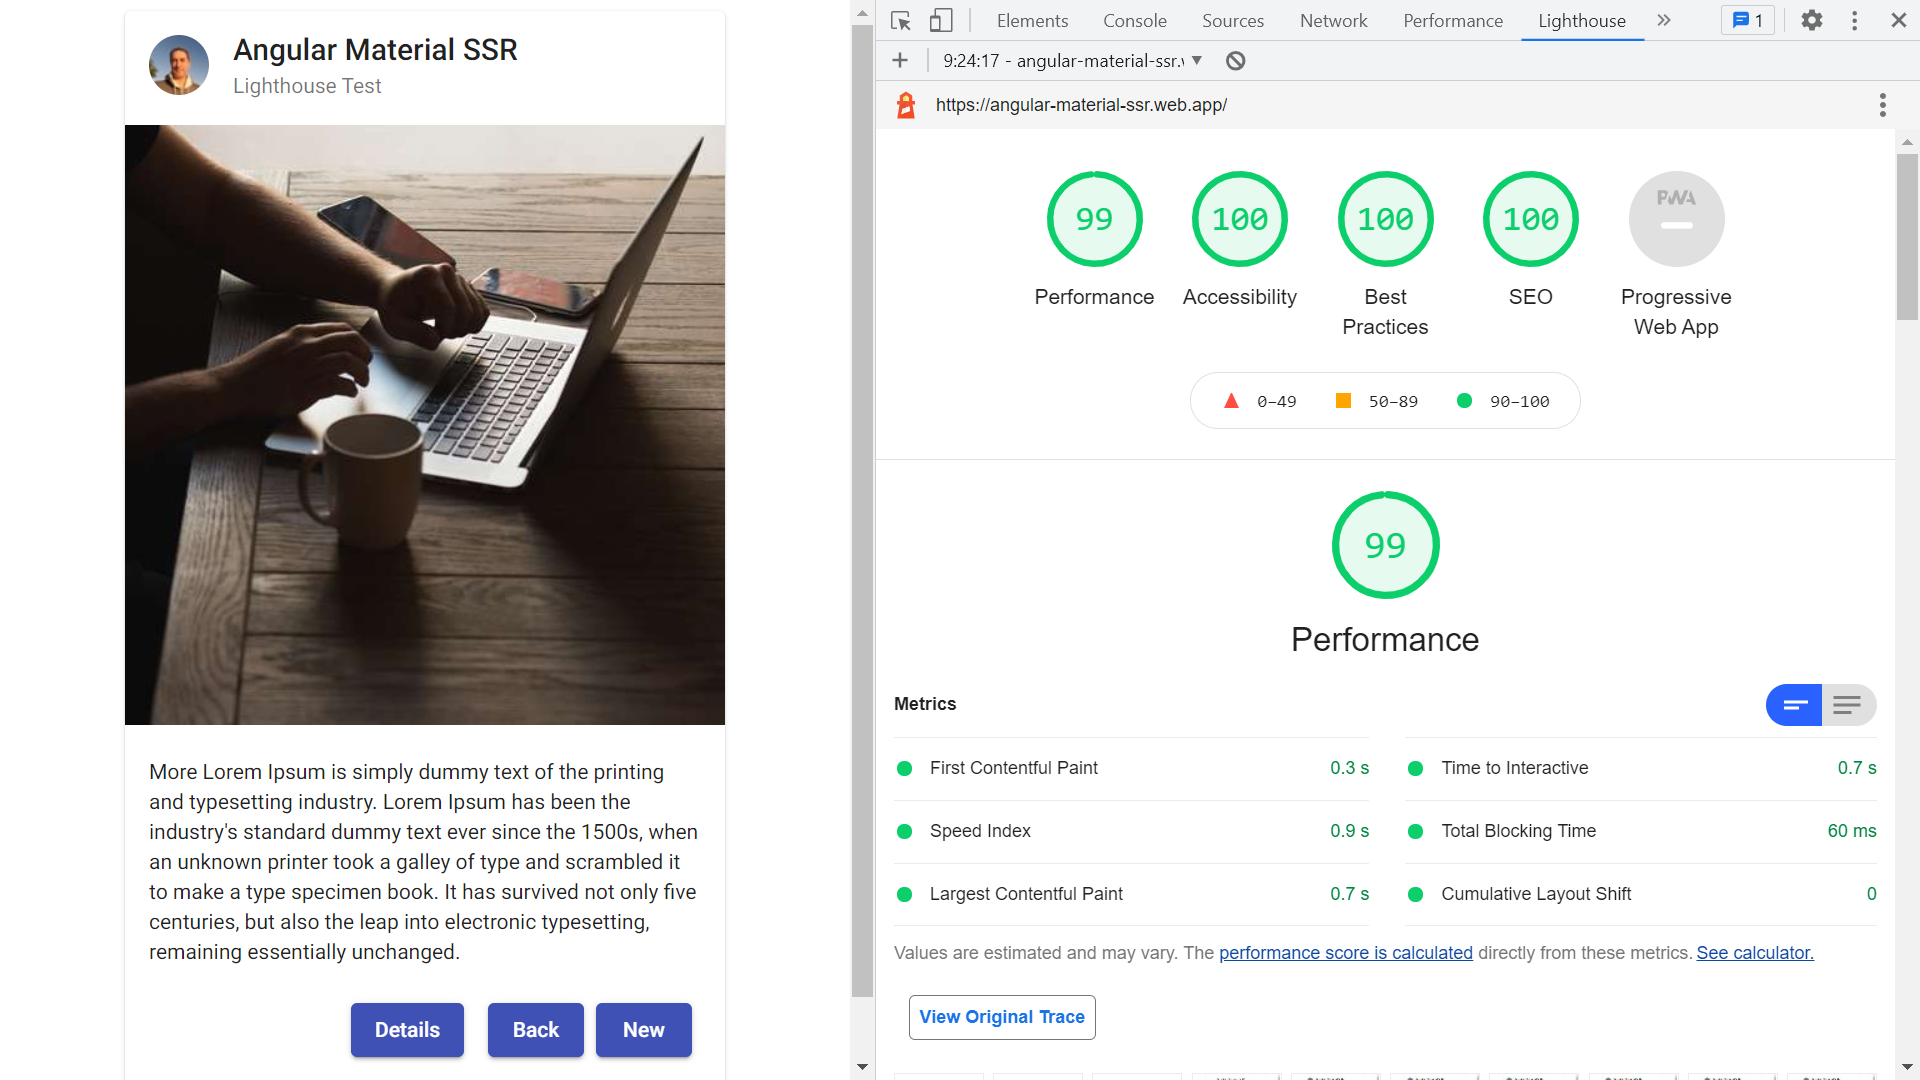 Angular Material SSR
Lighthouse Test
More Lorem Ipsum is simply dummy text of the printing
and typesetting industry. Lorem Ipsum has been the
industry's standard dummy text ever since the 1500s, when
an unknown printer took a galley of type and scrambled it
to make a type specimen book. It has survived not only five
centuries, but also the leap into electronic typesetting,
remaining essentially unchanged.
Details Back New
Elements Console Sources Network Performance Lighthouse 1
9:24:17 - angular-material-ssr.
https://angular-material-ssr.web.app/
99 100 100 100 PWA
Performance Accessibility Best Practices SEO Progressive Web App
0–49 50–89 90–100
99
Performance
Metrics
First Contentful Paint 0.3 s
Time to Interactive 0.7 s
Speed Index 0.9 s
Total Blocking Time 60 ms
Largest Contentful Paint 0.7 s
Cumulative Layout Shift 0
Values are estimated and may vary. The performance score is calculated directly from these metrics. See calculator.
View Original Trace